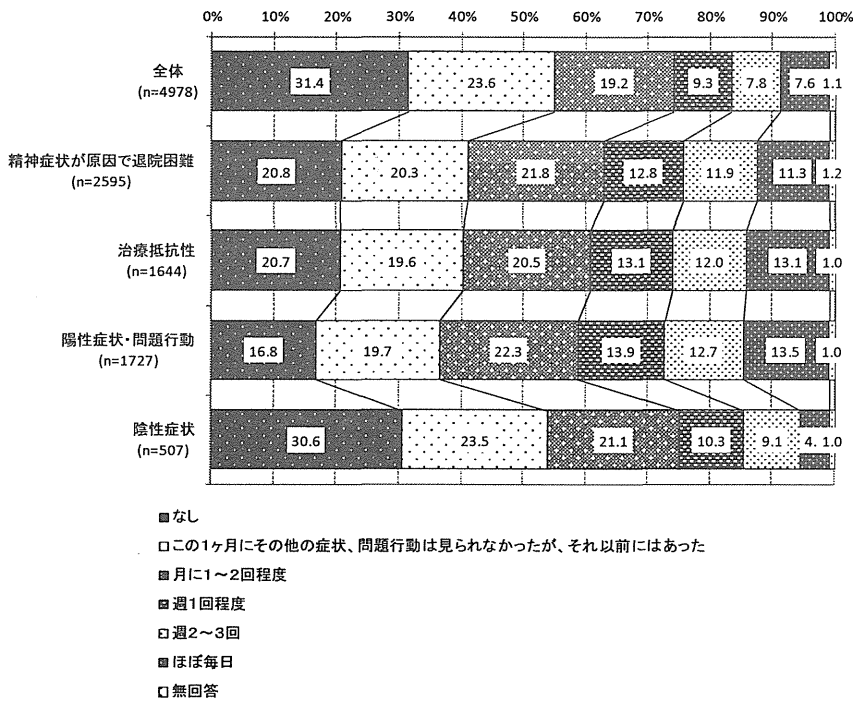 0% 10% 20% 30% 40% 50% 60% 70% 80% 90% 100%
全体
(n=4978)
31.4 23.6 19.2 9.3 7.8 7.6 1.1
精神症状が原因で退院困難
(n=2595)
20.8 20.3 21.8 12.8 11.9 11.3 1.2
治療抵抗性
(n=1644)
20.7 19.6 20.5 13.1 12.0 13.1 1.0
陽性症状・問題行動
(n=1727)
16.8 19.7 22.3 13.9 12.7 13.5 1.0
陰性症状
(n=507)
30.6 23.5 21.1 10.3 9.1 4. 1.0
なし
この1ヶ月にその他の症状、問題行動は見られなかったが、それ以前にはあった
月に1~2回程度
週1回程度
週2~3回
ほぼ毎日
無回答